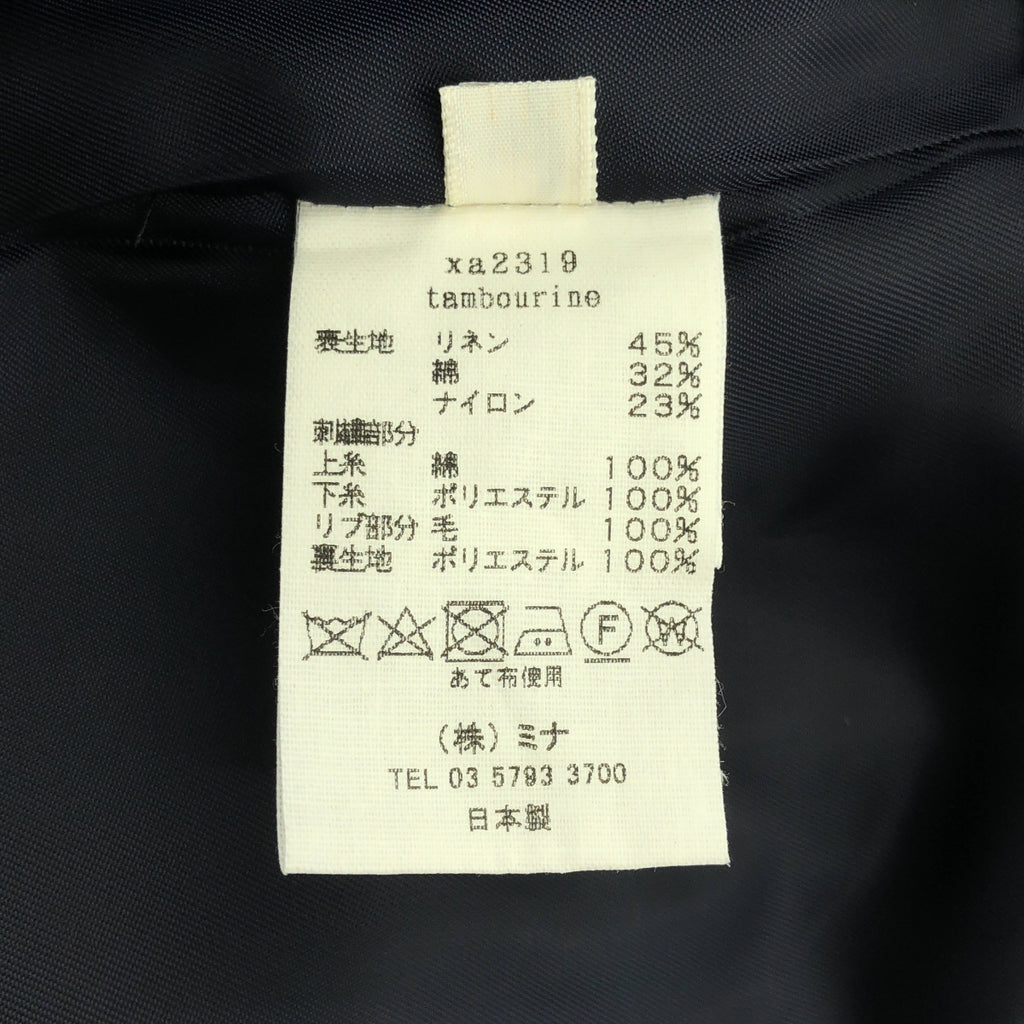 xa2319
tambourine
表生地 リネン 45%
綿 32%
ナイロン 23%
刺繍部分
上糸 綿 100%
下糸 ポリエステル 100%
リブ部分 毛 100%
裏生地 ポリエステル 100%
F W
あて布使用
(株)ミナ
TEL 03 5793 3700
日本製